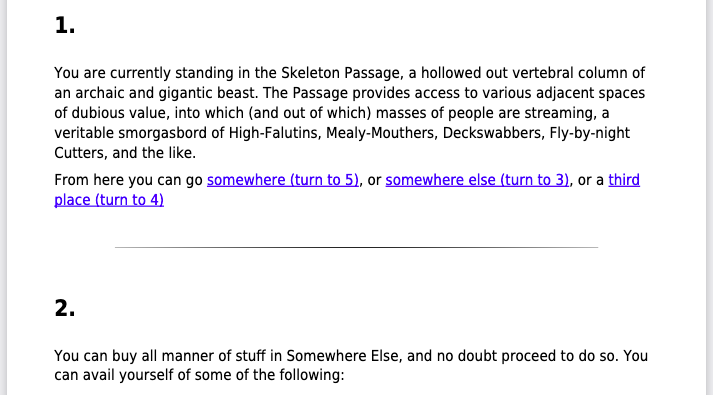 1.
You are currently standing in the Skeleton Passage, a hollowed out vertebral column of
an archaic and gigantic beast. The Passage provides access to various adjacent spaces
of dubious value, into which (and out of which) masses of people are streaming, a
veritable smorgasbord of High-Falutins, Mealy-Mouthers, Deckswabbers, Fly-by-night
Cutters, and the like.
From here you can go somewhere (turn to 5), or somewhere else (turn to 3), or a third
place (turn to 4)
2.
You can buy all manner of stuff in Somewhere Else, and no doubt proceed to do so. You
can avail yourself of some of the following: